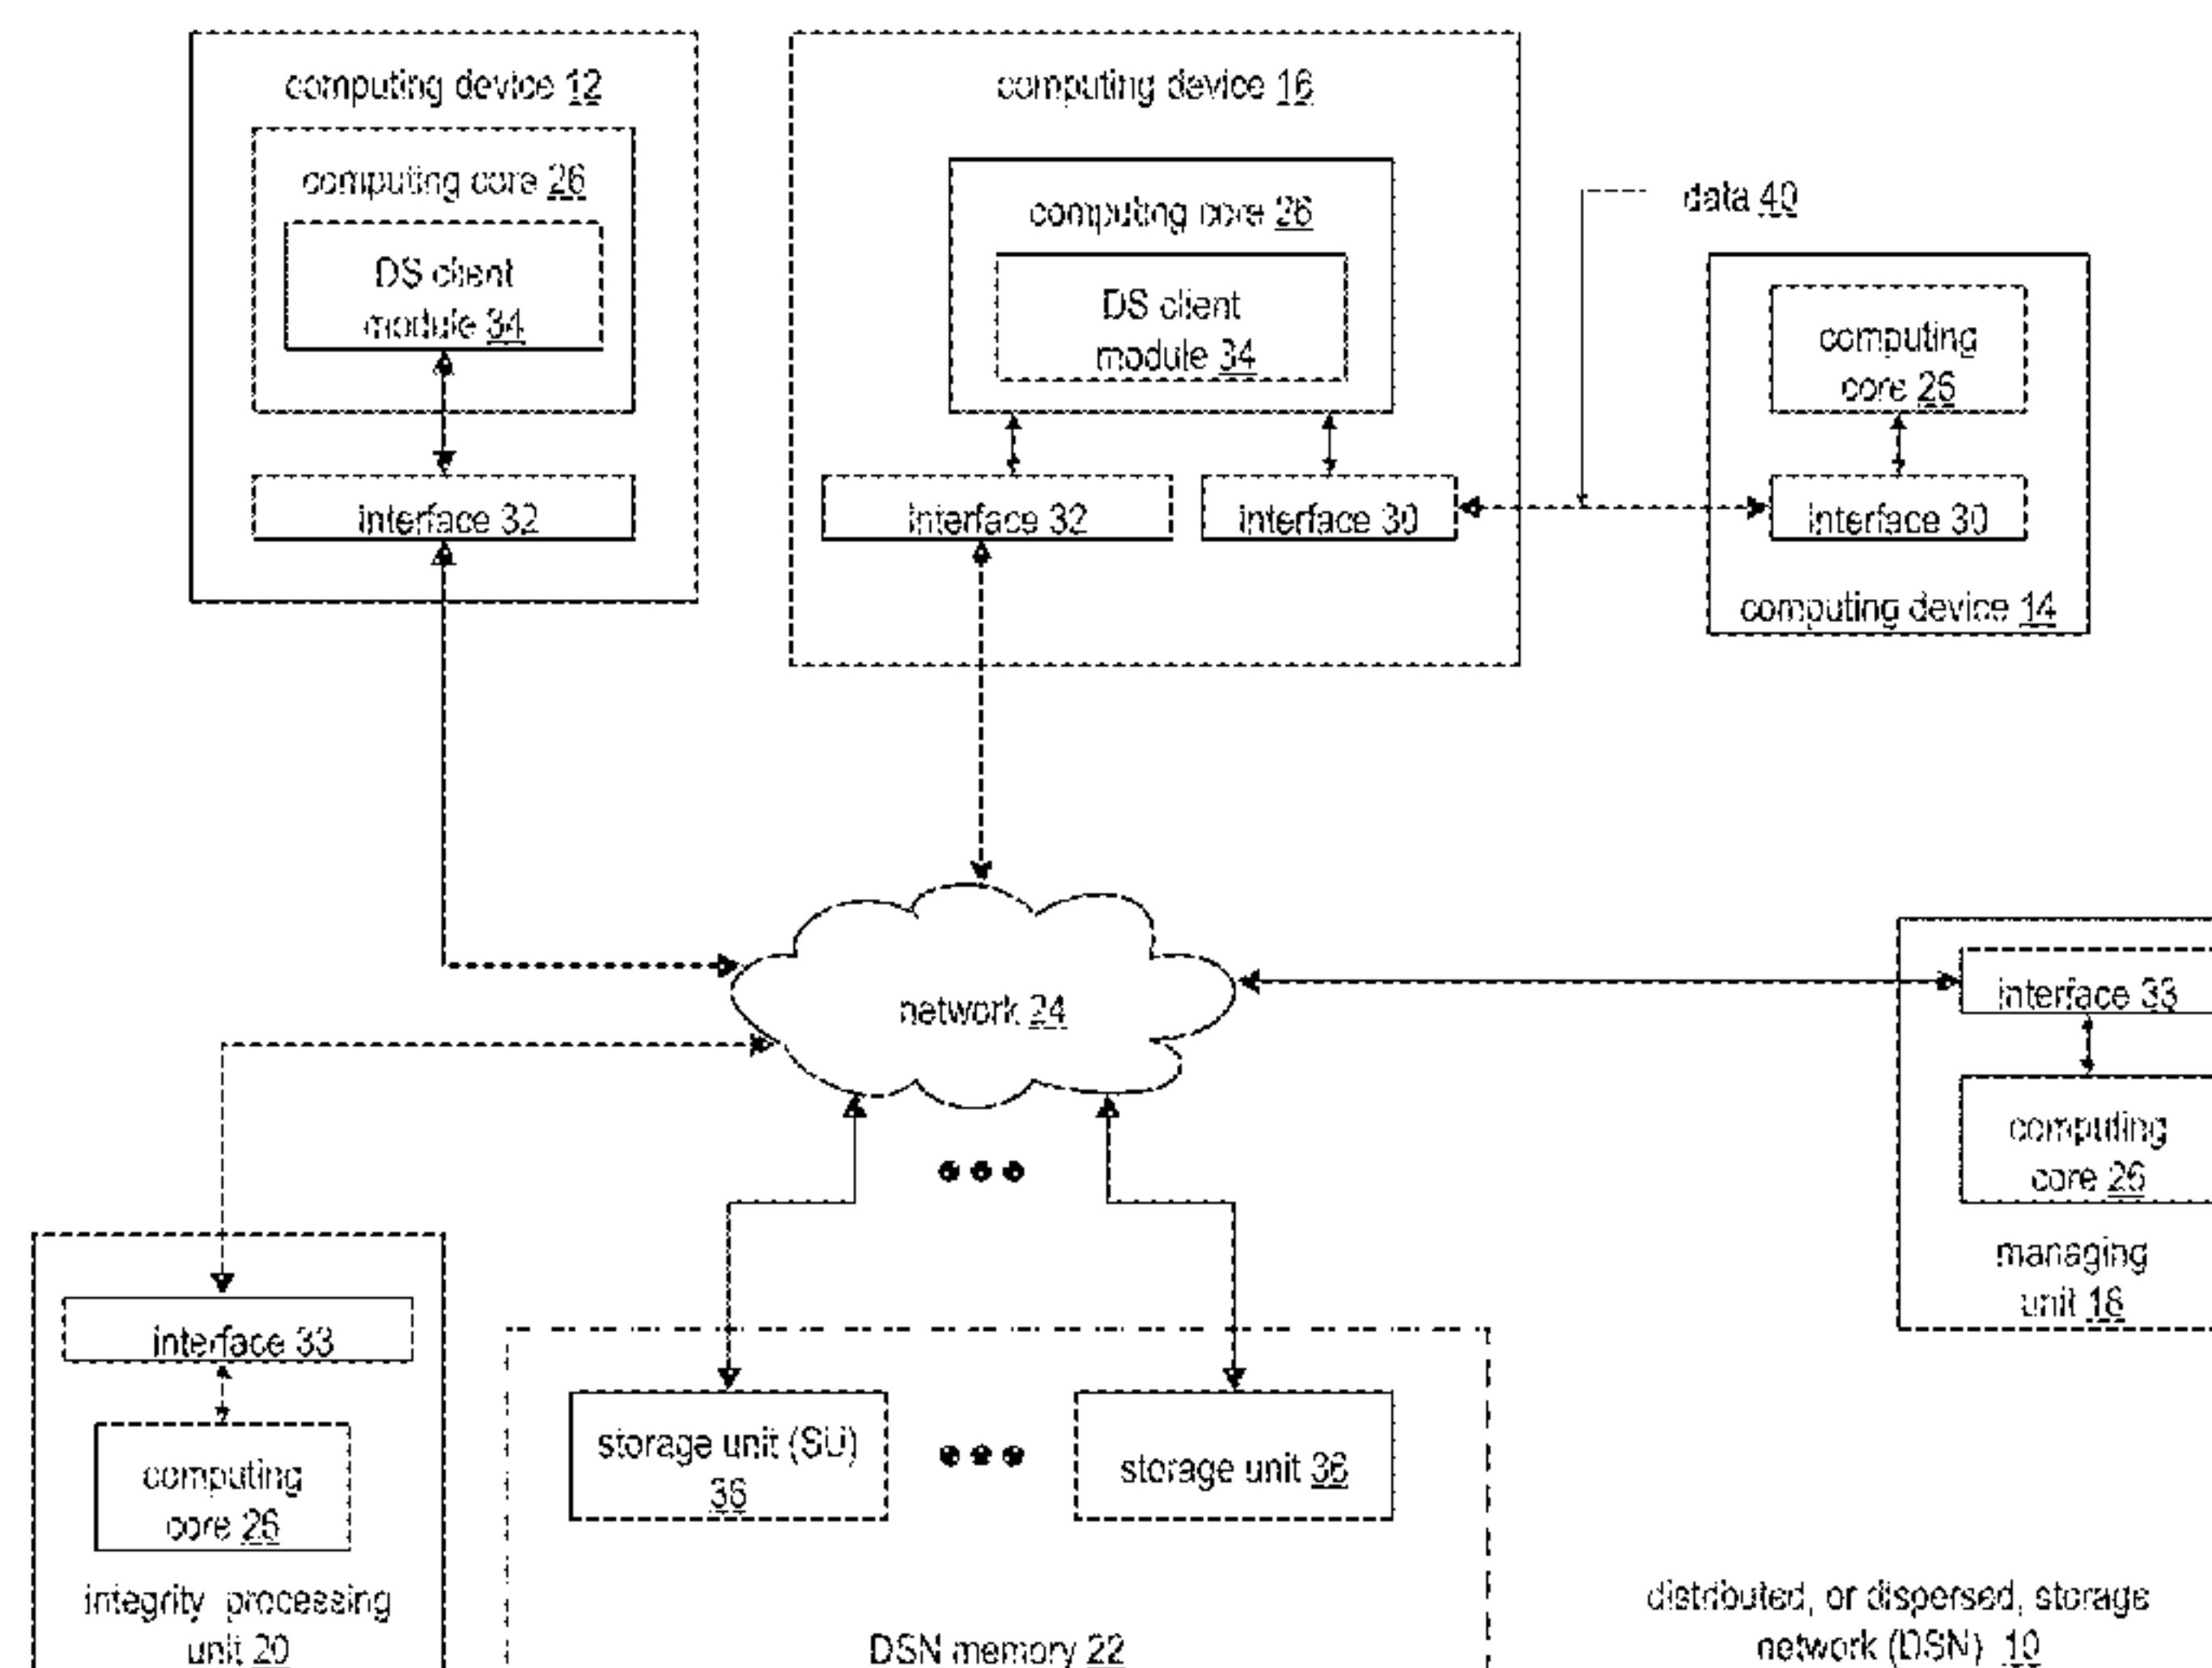 computing device 12
computing core 26
DS client
module 34
interface 32
computing device 16
computing core 26
DS client
module 34
interface 32
interface 30
data 40
computing
core 26
interface 30
computing device 14
network 24
interface 33
computing
core 26
managing
unit 18
interface 33
computing
core 26
integrity processing
unit 20
storage unit (SU)
36
storage unit 36
DSN memory 22
distributed, or dispersed, storage
network (DSN) 10